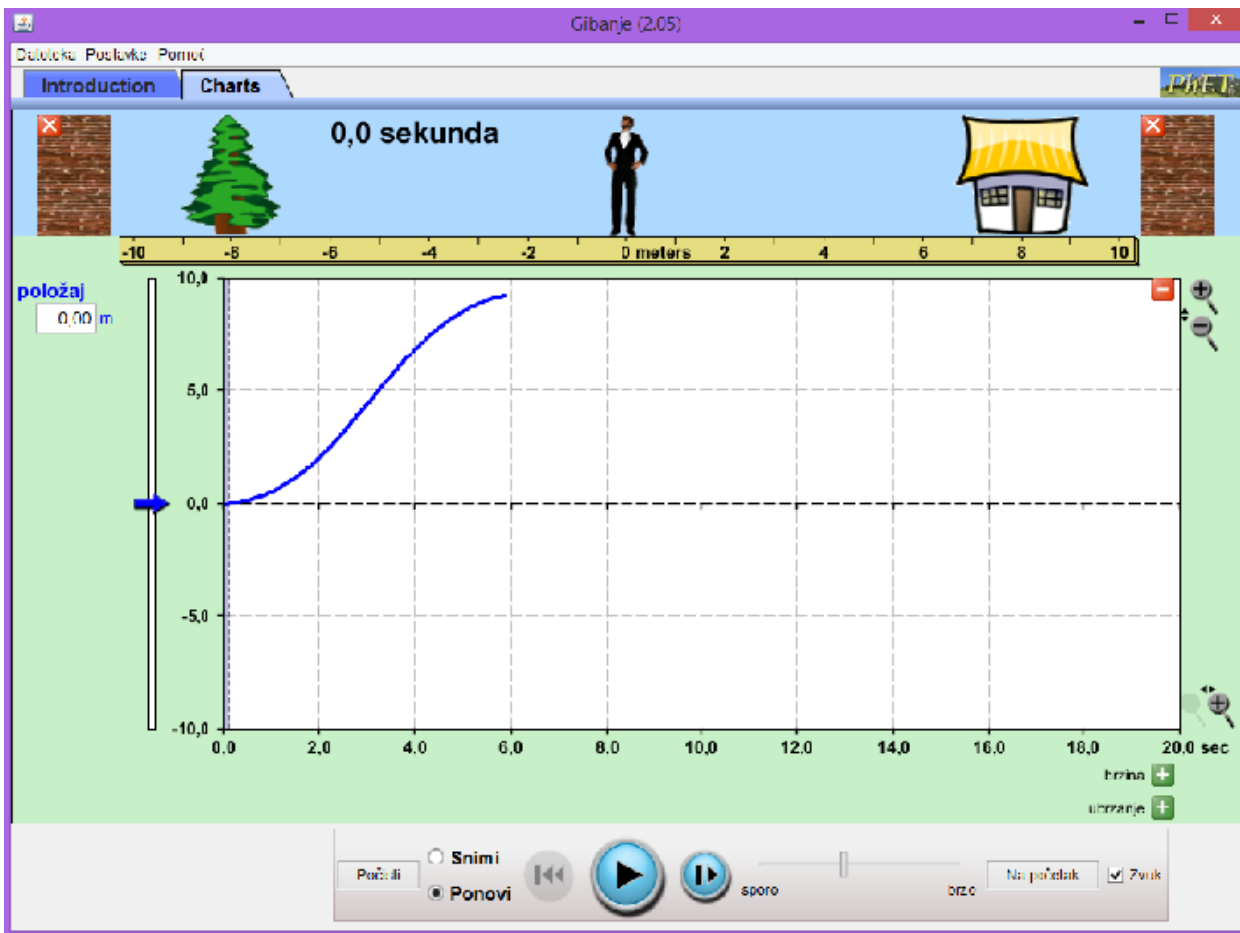 Gibanje (2.05)
Datoteka Postavke Pomoć
Introduction Charts
PhET
0,0 sekunda
-10 -8 -6 -4 -2 0 meters 2 4 6 8 10
položaj
0,00 m
10,0
5,0
0,0
-5,0
-10,0
0,0 2,0 4,0 6,0 8,0 10,0 12,0 14,0 16,0 18,0 20,0 sec
brzina
ubrzanje
Počisti
Snimi
Ponovi
sporo
brzo
Na početak
Zvuk